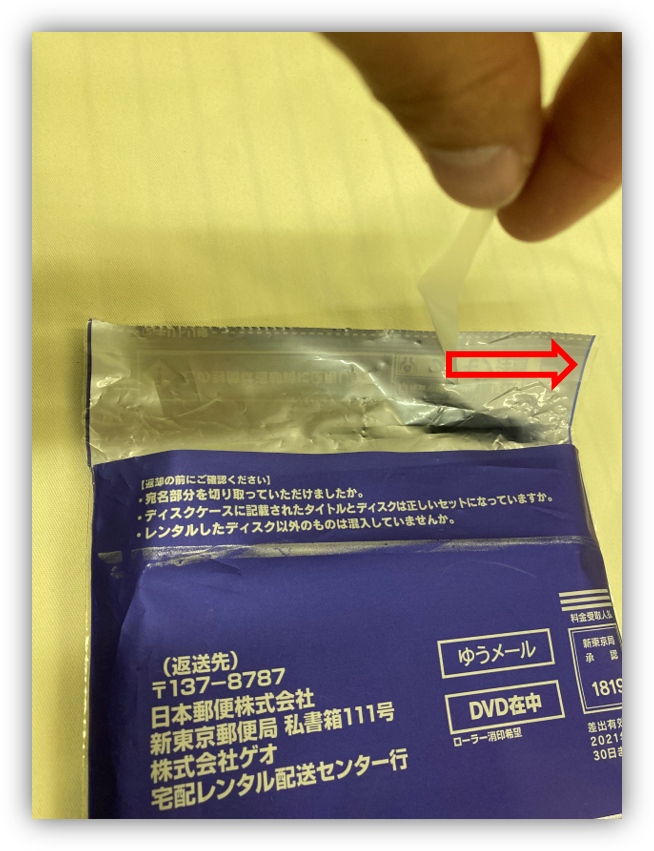 【返却の前にご確認ください】
・宛名部分を切り取っていただけましたか。
・ディスクケースに記載されたタイトルとディスクは正しいセットになっていますか。
・レンタルしたディスク以外のものは混入していませんか。
(返送先)
〒137-8787
日本郵便株式会社
新東京郵便局 私書箱111号
株式会社ゲオ
宅配レンタル配送センター行
ゆうメール
DVD在中
ローラー消印希望
料金受取人払
新東京局
承認
1819
差出有効
2021年
30日ま